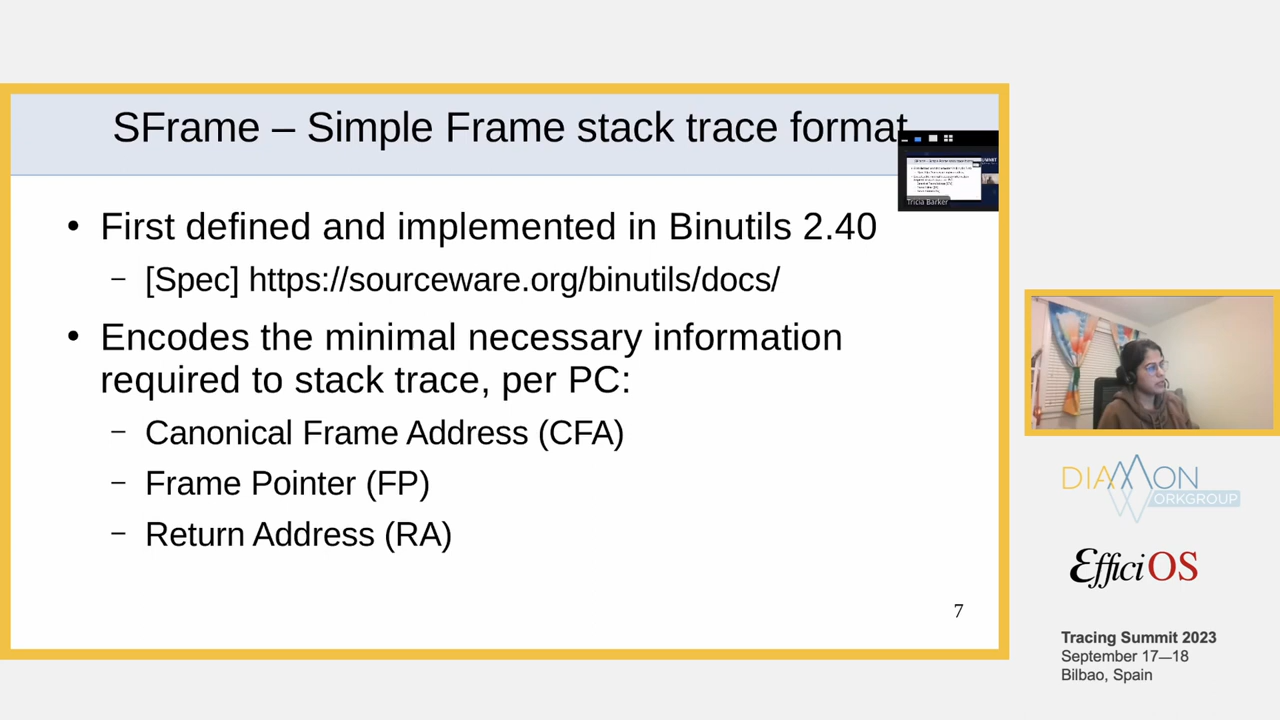 SFrame – Simple Frame stack trace format
Tricia Barker
• First defined and implemented in Binutils 2.40
– [Spec] https://sourceware.org/binutils/docs/
• Encodes the minimal necessary information
required to stack trace, per PC:
– Canonical Frame Address (CFA)
– Frame Pointer (FP)
– Return Address (RA)
7
DIAMON
WORKGROUP
EfficiOS
Tracing Summit 2023
September 17—18
Bilbao, Spain